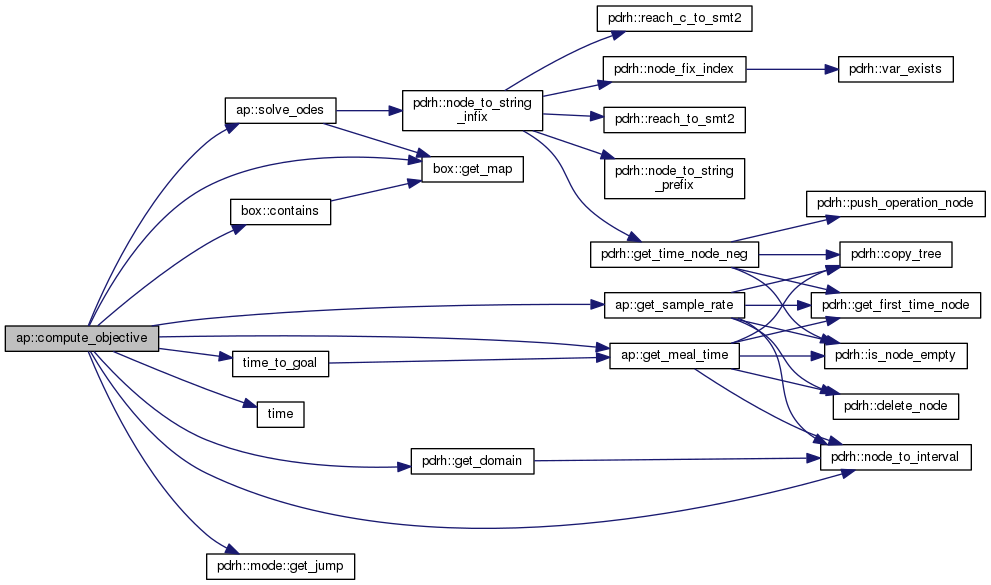 pdrh::reach_c_to_smt2
pdrh::node_fix_index
pdrh::var_exists
ap::solve_odes
pdrh::node_to_string
_infix
pdrh::reach_to_smt2
box::get_map
pdrh::node_to_string
_prefix
box::contains
pdrh::push_operation_node
pdrh::get_time_node_neg
pdrh::copy_tree
ap::get_sample_rate
pdrh::get_first_time_node
ap::compute_objective
time_to_goal
ap::get_meal_time
pdrh::is_node_empty
time
pdrh::delete_node
pdrh::get_domain
pdrh::node_to_interval
pdrh::mode::get_jump